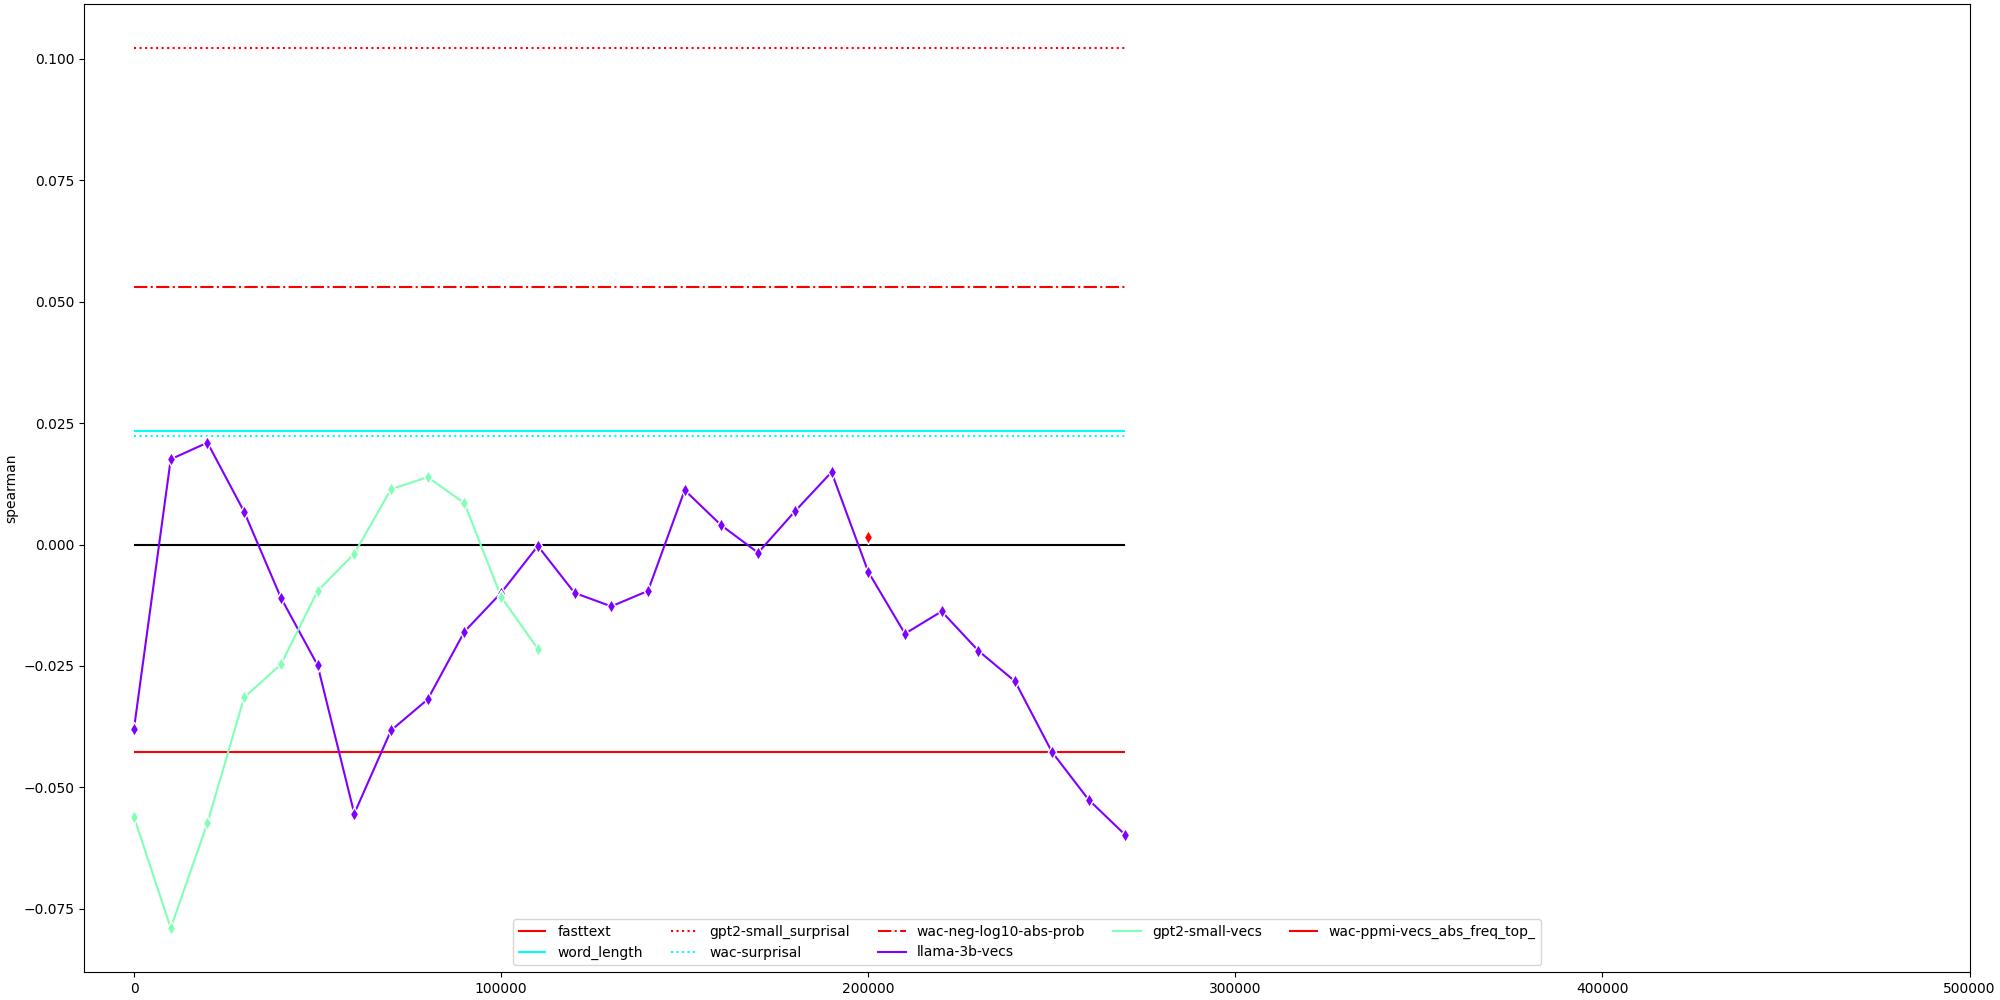 0.100
0.075
0.050
0.025
0.000
−0.025
−0.050
−0.075
spearman
fasttext
word_length
gpt2-small_surprisal
wac-surprisal
wac-neg-log10-abs-prob
llama-3b-vecs
gpt2-small-vecs
wac-ppmi-vecs_abs_freq_top_
0 100000 200000 300000 400000 500000